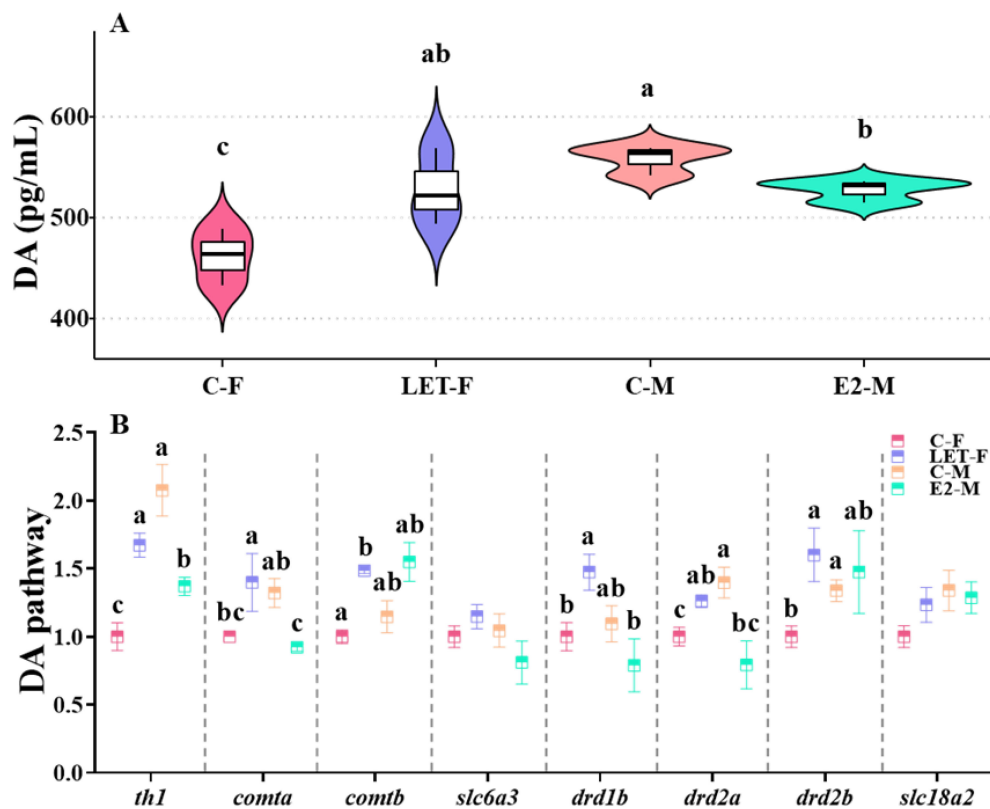 A
DA (pg/mL)
600
500
400
c
ab
a
b
C-F
LET-F
C-M
E2-M
B
DA pathway
2.5
2.0
1.5
1.0
0.5
0.0
C-F
LET-F
C-M
E2-M
c a a b
bc a ab c
a b ab ab
b a ab b
c ab a bc
b a a ab
th1 comta comtb slc6a3 drd1b drd2a drd2b slc18a2